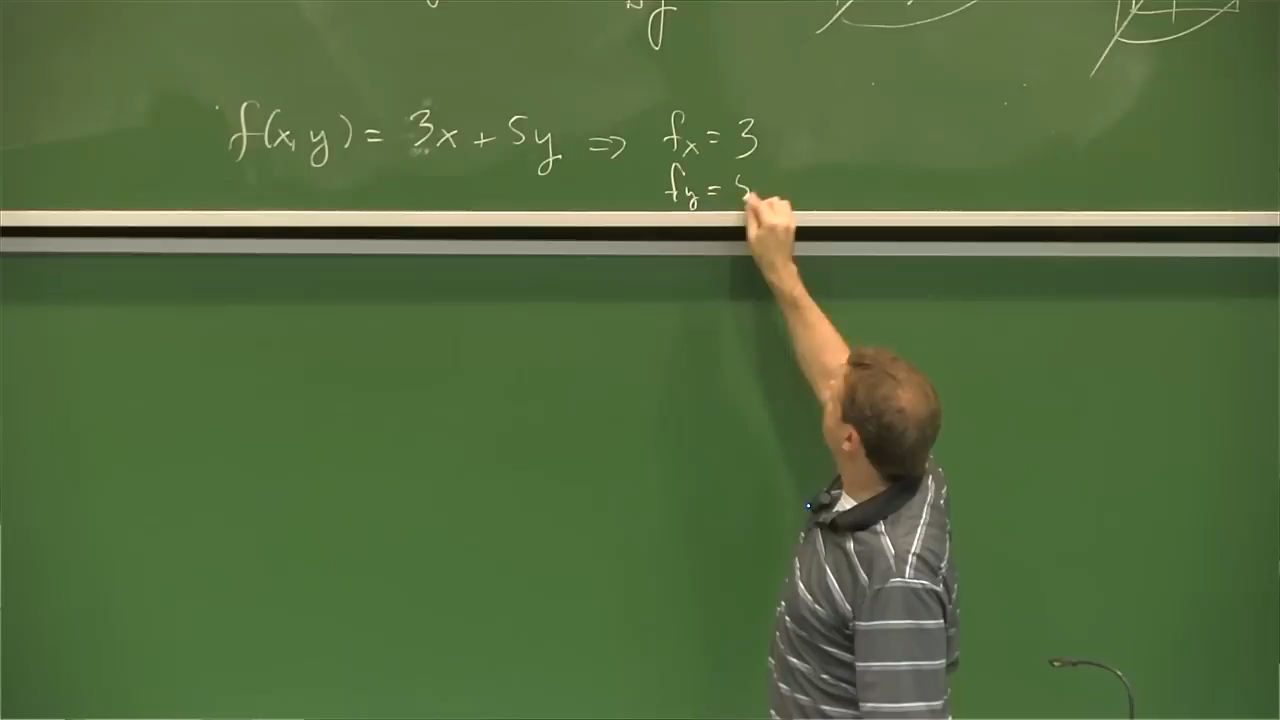 y
f(x,y) = 3x + 5y ⇒ fx = 3
fy = 5